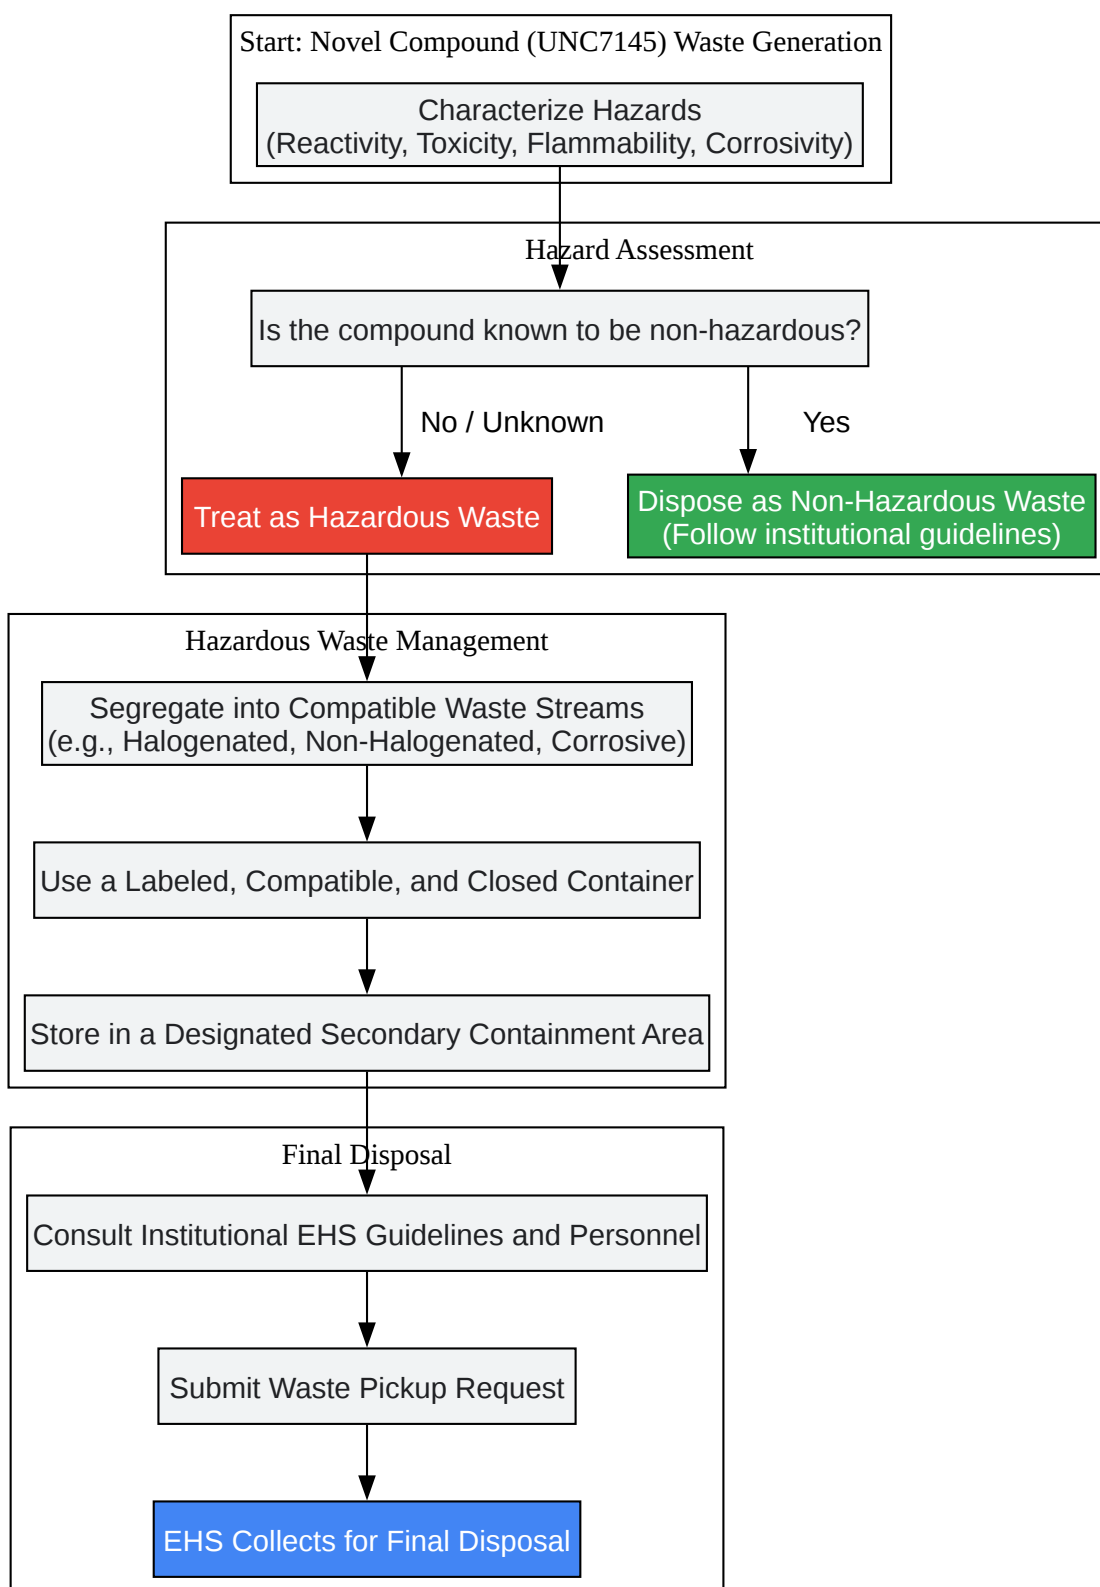 Start: Novel Compound (UNC7145) Waste Generation
Characterize Hazards
(Reactivity, Toxicity, Flammability, Corrosivity)
Hazard Assessment
Is the compound known to be non-hazardous?
No / Unknown
Yes
Treat as Hazardous Waste
Dispose as Non-Hazardous Waste
(Follow institutional guidelines)
Hazardous Waste Management
Segregate into Compatible Waste Streams
(e.g., Halogenated, Non-Halogenated, Corrosive)
Use a Labeled, Compatible, and Closed Container
Store in a Designated Secondary Containment Area
Final Disposal
Consult Institutional EHS Guidelines and Personnel
Submit Waste Pickup Request
EHS Collects for Final Disposal